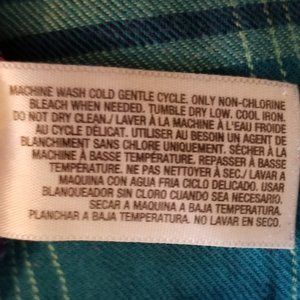 MACHINE WASH COLD GENTLE CYCLE. ONLY NON-CHLORINE
BLEACH WHEN NEEDED. TUMBLE DRY LOW. COOL IRON.
DO NOT DRY CLEAN./ LAVER À LA MACHINE À L'EAU FROIDE
AU CYCLE DÉLICAT. UTILISER AU BESOIN UN AGENT DE
BLANCHIMENT SANS CHLORE UNIQUEMENT. SÉCHER À LA
MACHINE À BASSE TEMPÉRATURE. REPASSER À BASSE
TEMPÉRATURE. NE PAS NETTOYER À SEC./ LAVAR A
MAQUINA CON AGUA FRIA CICLO DELICADO. USAR
BLANQUEADOR SIN CLORO CUANDO SEA NECESARIO.
SECAR A MAQUINA A BAJA TEMPERATURA.
PLANCHAR A BAJA TEMPERATURA. NO LAVAR EN SECO.